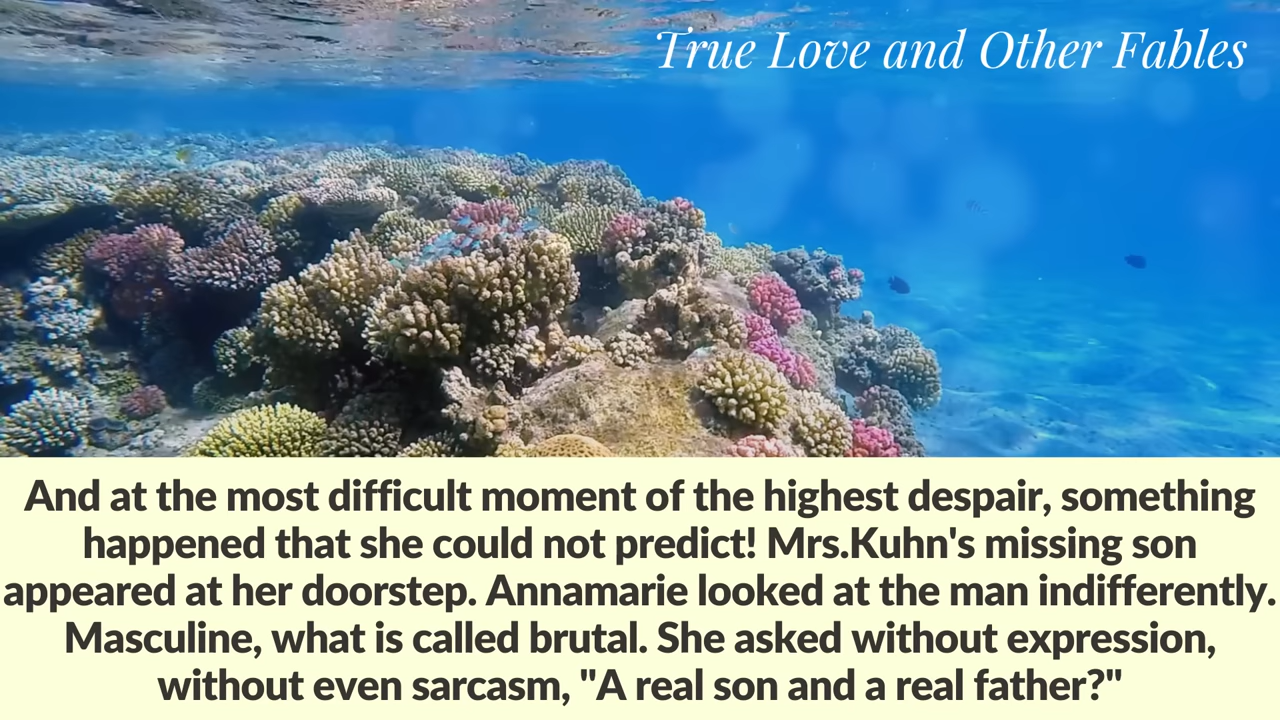 True Love and Other Fables
And at the most difficult moment of the highest despair, something
happened that she could not predict! Mrs.Kuhn's missing son
appeared at her doorstep. Annamarie looked at the man indifferently.
Masculine, what is called brutal. She asked without expression,
without even sarcasm, "A real son and a real father?"